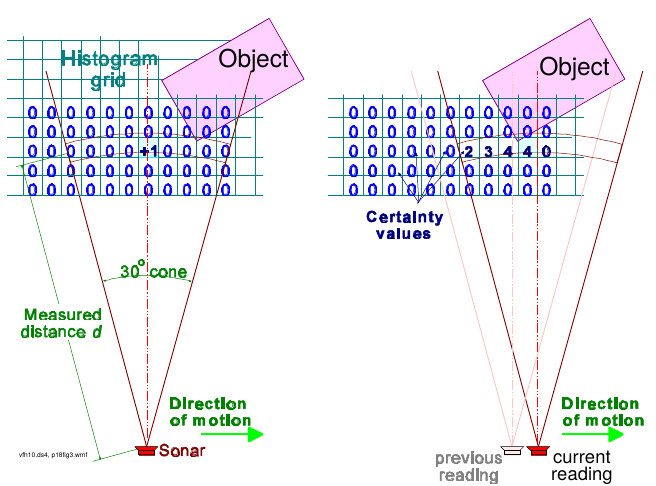 Histogram
grid
Object
0 0 0 0 0 0 0 0 0 0 0
0 0 0 0 0 0 0 0 0 0 0
0 0 0 0 0 0 +1 0 0 0 0
0 0 0 0 0 0 0 0 0 0 0
0 0 0 0 0 0 0 0 0 0 0
30° cone
Measured
distance d
Direction
of motion
Sonar
vfh10.ds4, p18fig3.wmf
Object
0 0 0 0 0 0 0 0 0 0 0
0 0 0 0 0 0 0 0 0 0 0
0 0 0 2 3 4 4 0
0 0 0 0 0 0 0 0 0 0 0
0 0 0 0 0 0 0 0 0 0 0
Certainty
values
Direction
of motion
previous
reading
current
reading